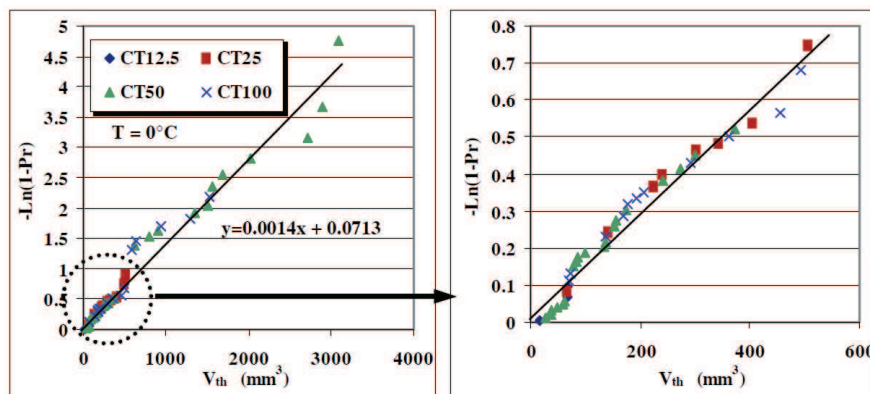 -Ln(1-Pr)
5
4.5
4
3.5
3
2.5
2
1.5
1
0.5
0
CT12.5 CT25
CT50 CT100
T = 0°C
y=0.0014x + 0.0713
0 1000 2000 3000 4000
Vth (mm³)
-Ln(1-Pr)
0.8
0.7
0.6
0.5
0.4
0.3
0.2
0.1
0
0 200 400 600
Vth (mm³)